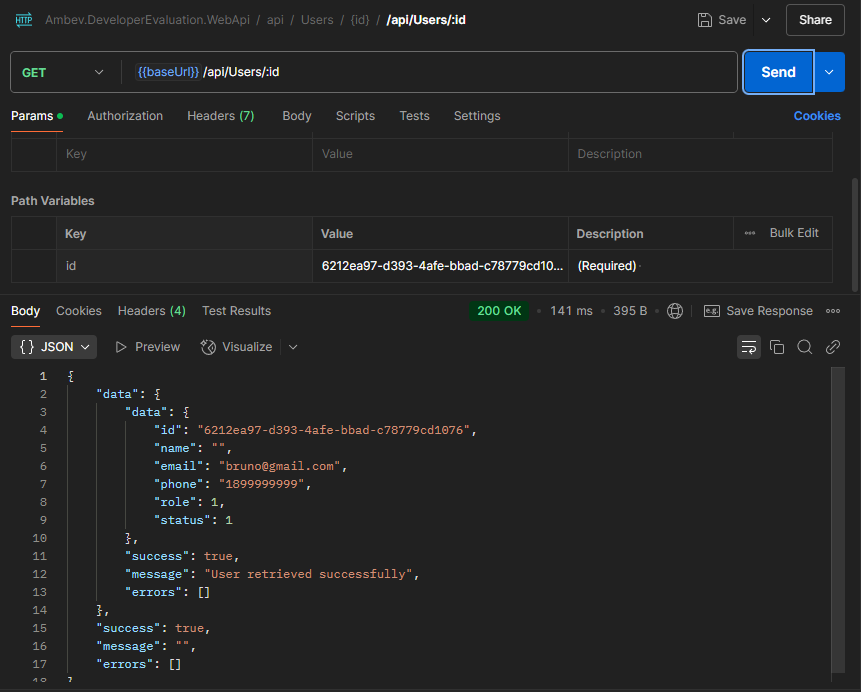 HTTP Ambev.DeveloperEvaluation.WebApi / api / Users / {id} / /api/Users/:id Save Share
GET {{baseUrl}} /api/Users/:id Send
Params Authorization Headers (7) Body Scripts Tests Settings Cookies
Key Value Description
Path Variables
Key Value Description Bulk Edit
id 6212ea97-d393-4afe-bbad-c78779cd10... (Required)
Body Cookies Headers (4) Test Results 200 OK 141 ms 395 B e.g. Save Response
{} JSON Preview Visualize
1 {
2 "data": {
3 "data": {
4 "id": "6212ea97-d393-4afe-bbad-c78779cd1076",
5 "name": "",
6 "email": "bruno@gmail.com",
7 "phone": "1899999999",
8 "role": 1,
9 "status": 1
10 },
11 "success": true,
12 "message": "User retrieved successfully",
13 "errors": []
14 },
15 "success": true,
16 "message": "",
17 "errors": []
18 }